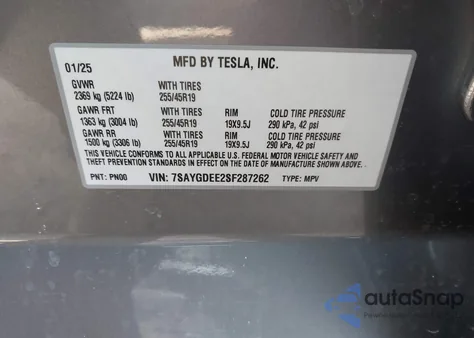 MFD BY TESLA, INC.
01/25
GVWR WITH TIRES
2369 kg (5224 lb) 255/45R19
GAWR FRT WITH TIRES RIM COLD TIRE PRESSURE
1363 kg (3004 lb) 255/45R19 19X9.5J 290 kPa, 42 psi
GAWR RR WITH TIRES RIM COLD TIRE PRESSURE
1500 kg (3306 lb) 255/45R19 19X9.5J 290 kPa, 42 psi
THIS VEHICLE CONFORMS TO ALL APPLICABLE U.S. FEDERAL MOTOR VEHICLE SAFETY AND
THEFT PREVENTION STANDARDS IN EFFECT ON THE DATE OF MANUFACTURE SHOWN ABOVE.
PNT: PN00 VIN: 7SAYGDEE2SF287262 TYPE: MPV
autaSnap